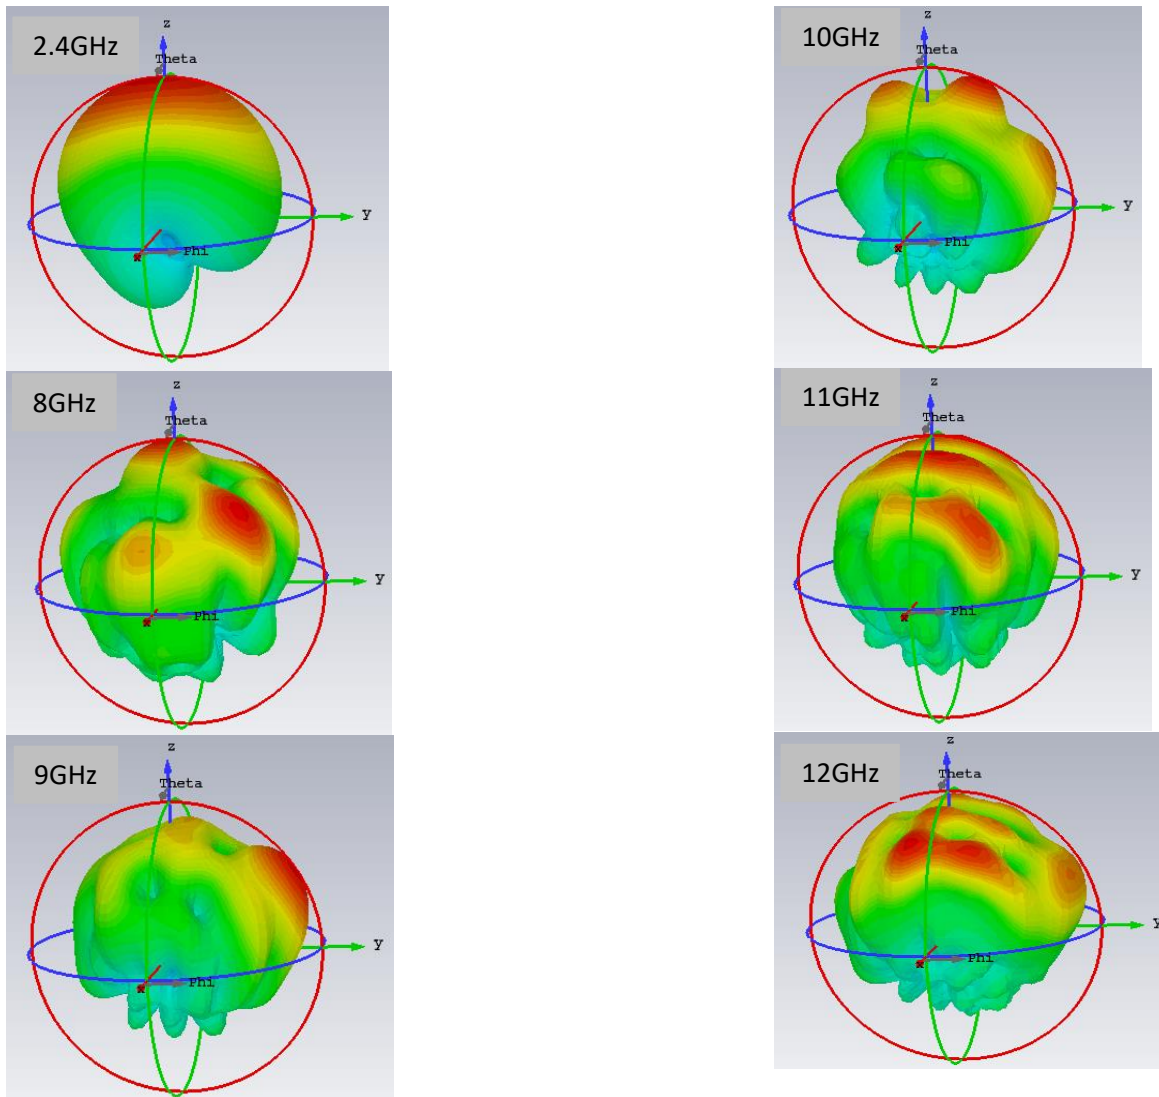 2.4GHz
z
Theta
y
Phi
x
10GHz
z
Theta
y
Phi
x
8GHz
z
Theta
y
Phi
x
11GHz
z
Theta
y
Phi
x
9GHz
z
Theta
y
Phi
x
12GHz
z
Theta
y
Phi
x